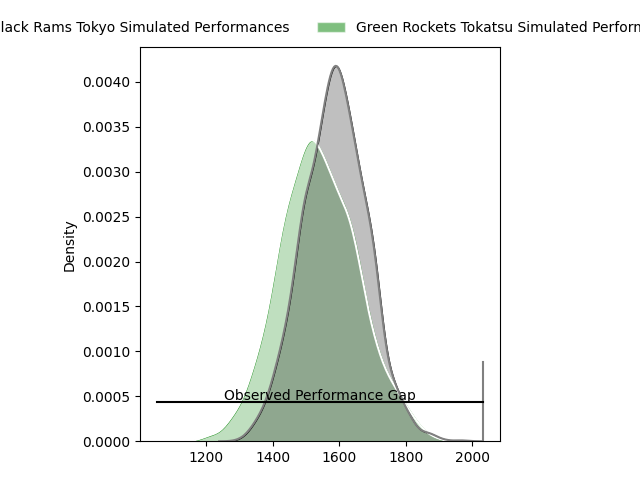 lack Rams Tokyo Simulated Performances Green Rockets Tokatsu Simulated Perform
0.0040
0.0035
0.0030
0.0025
0.0020
0.0015
0.0010
0.0005
0.0000
Density
Observed Performance Gap
1200 1400 1600 1800 2000